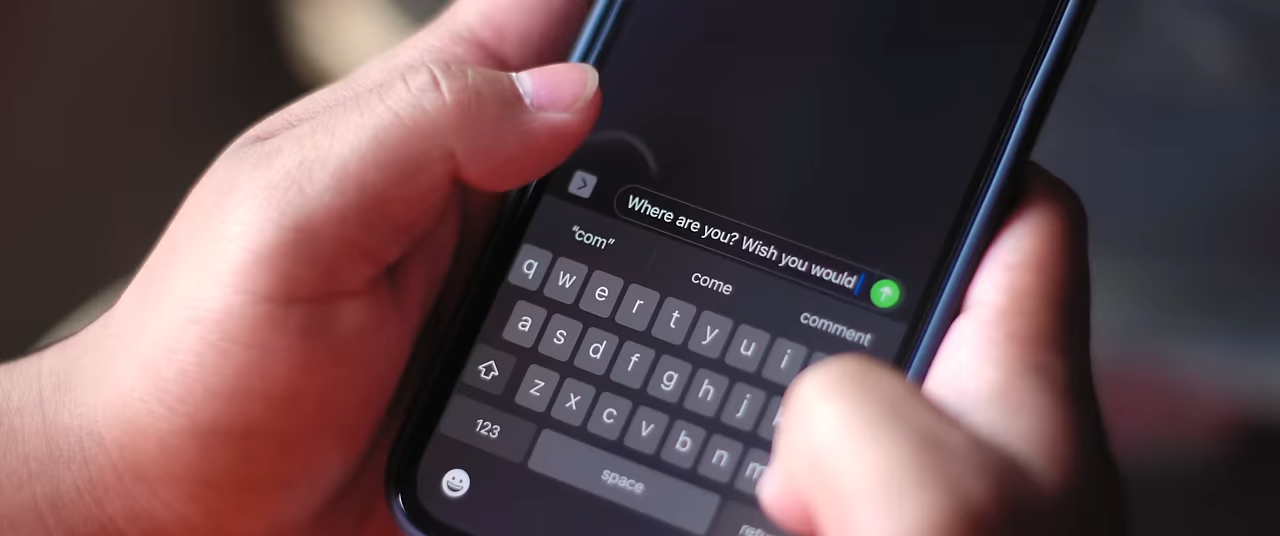 Where are you? Wish you would
"com" come comment
q w e r t y u i
a s d f g h j
z x c v b n m
123 space